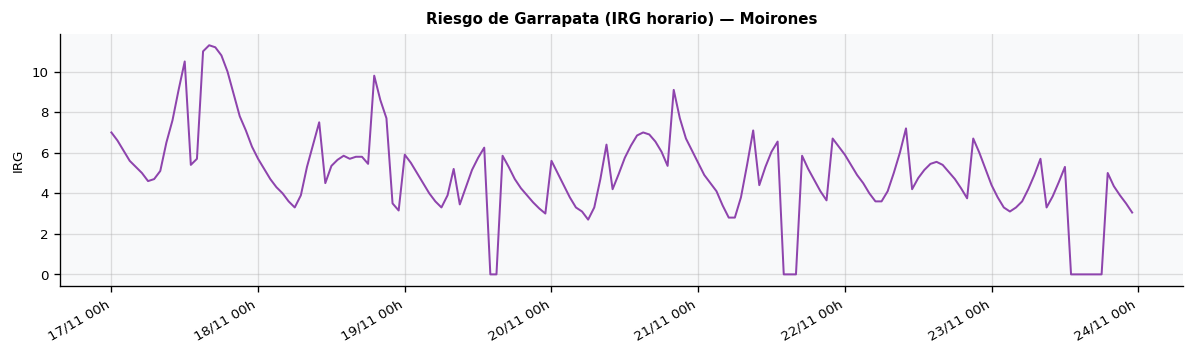 Riesgo de Garrapata (IRG horario) — Moirones
IRG
10
8
6
4
2
0
17/11 00h
18/11 00h
19/11 00h
20/11 00h
21/11 00h
22/11 00h
23/11 00h
24/11 00h